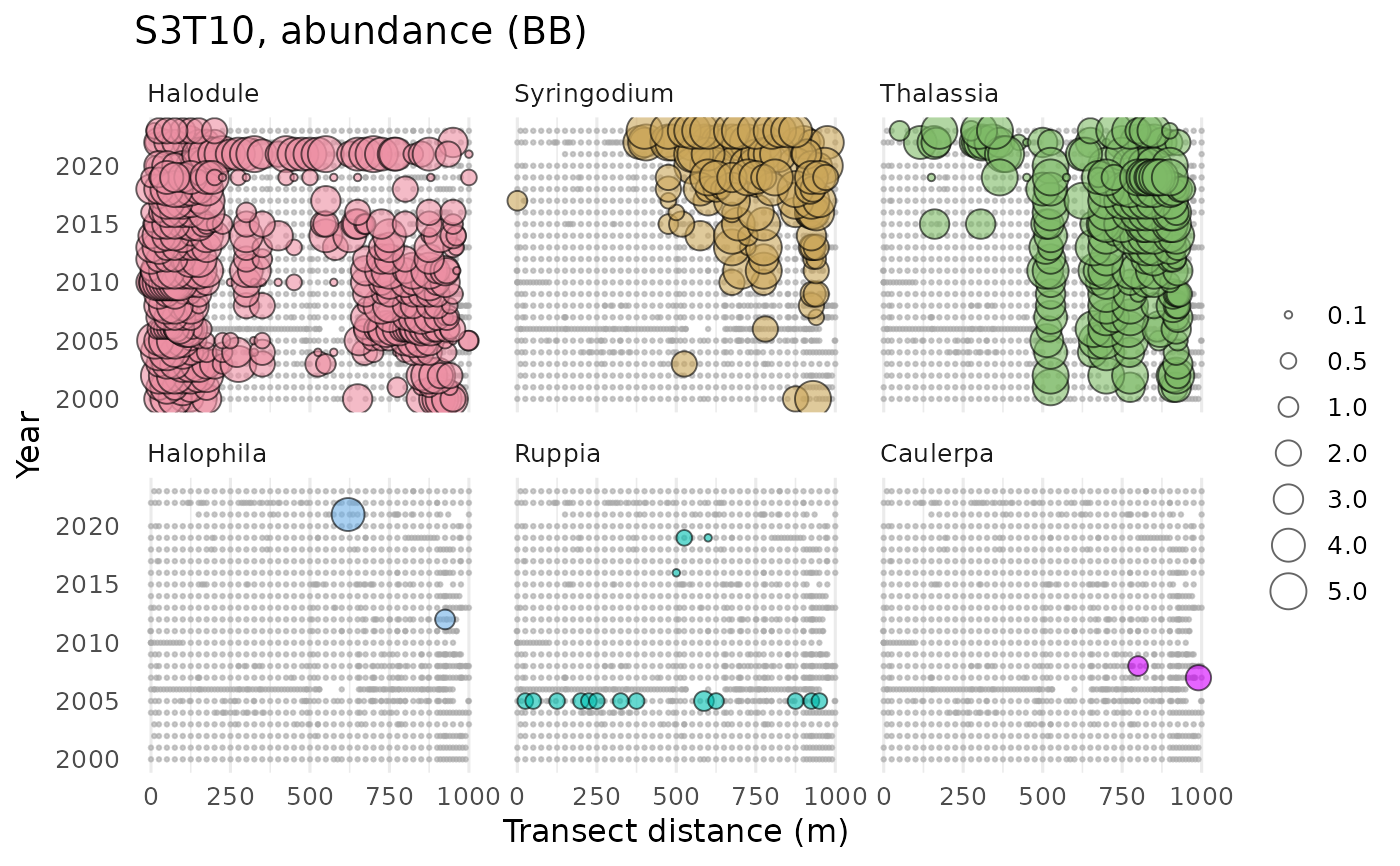 S3T10, abundance (BB)
Halodule Syringodium Thalassia
2020
2015
2010
2005
2000
Halophila Ruppia Caulerpa
2020
2015
2010
2005
2000
0 250 500 750 1000 0 250 500 750 1000 0 250 500 750 1000
Transect distance (m)
Year
0.1
0.5
1.0
2.0
3.0
4.0
5.0